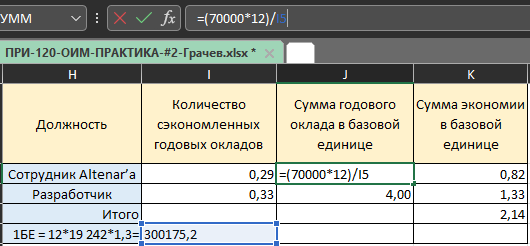 УММ =(70000*12)/I5
ПРИ-120-ОИМ-ПРАКТИКА-#2-Грачев.xlsx *
H I J K
Должность Количество сэкономленных годовых окладов Сумма годового оклада в базовой единице Сумма экономии в базовой единице
Сотрудник Altenar’а 0,29 =(70000*12)/I5 0,82
Разработчик 0,33 4,00 1,33
Итого 2,14
1БЕ = 12*19 242*1,3= 300175,2